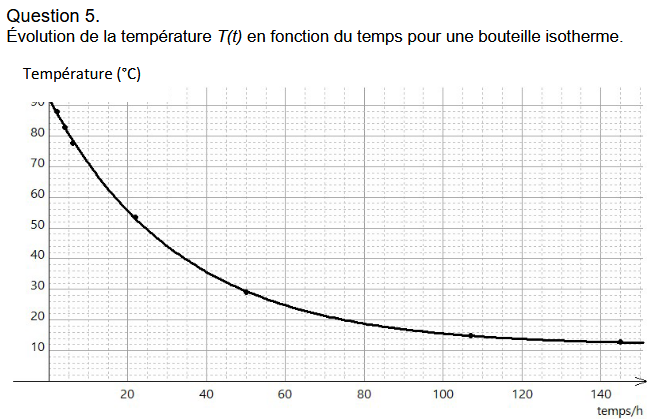 Question 5.
Évolution de la température T(t) en fonction du temps pour une bouteille isotherme.
Température (°C)
90
80
70
60
50
40
30
20
10
20 40 60 80 100 120 140
temps/h